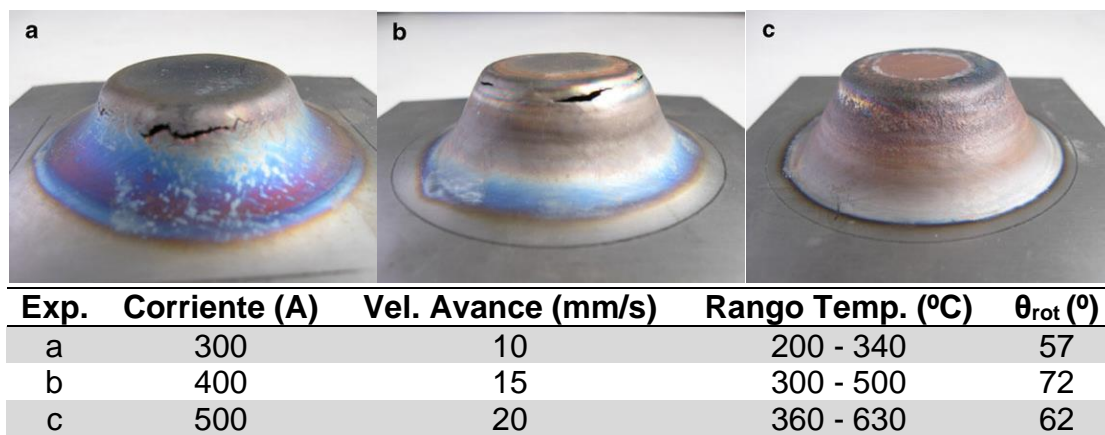 a b c
Exp. Corriente (A) Vel. Avance (mm/s) Rango Temp. (ºC) θrot (º)
a 300 10 200 - 340 57
b 400 15 300 - 500 72
c 500 20 360 - 630 62